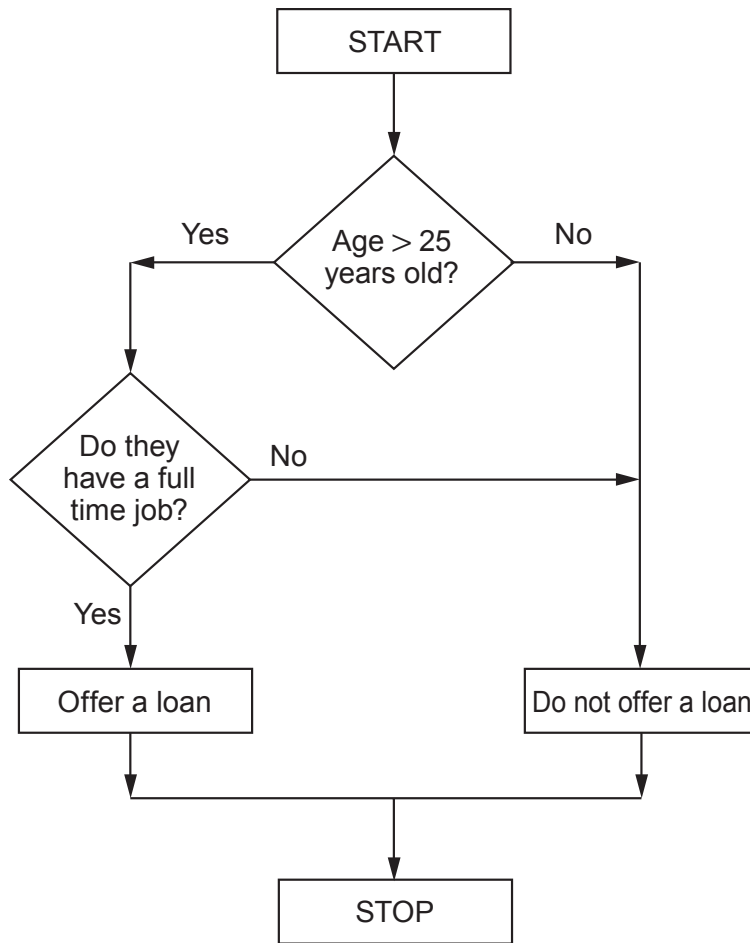 START
Age > 25
years old?
Yes
No
Do they
have a full
time job?
No
Yes
Offer a loan
Do not offer a loan
STOP